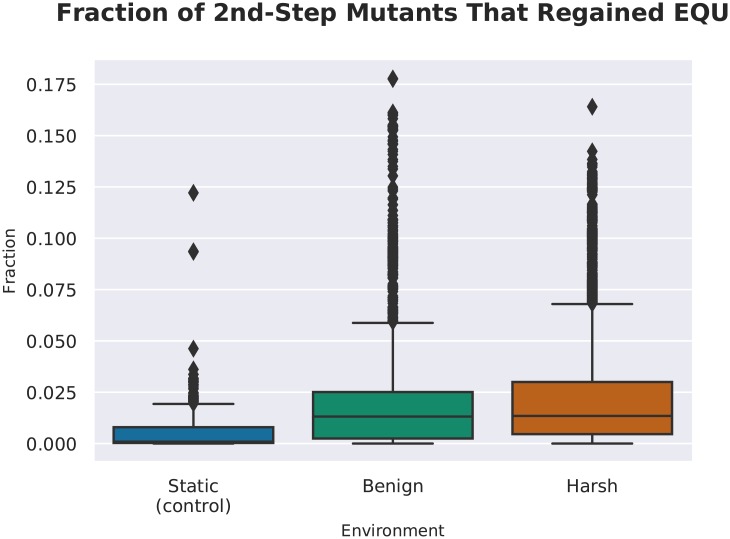 Fraction of 2nd-Step Mutants That Regained EQU
0.175
0.150
0.125
0.100
0.075
0.050
0.025
0.000
Fraction
Static
(control)
Benign
Harsh
Environment